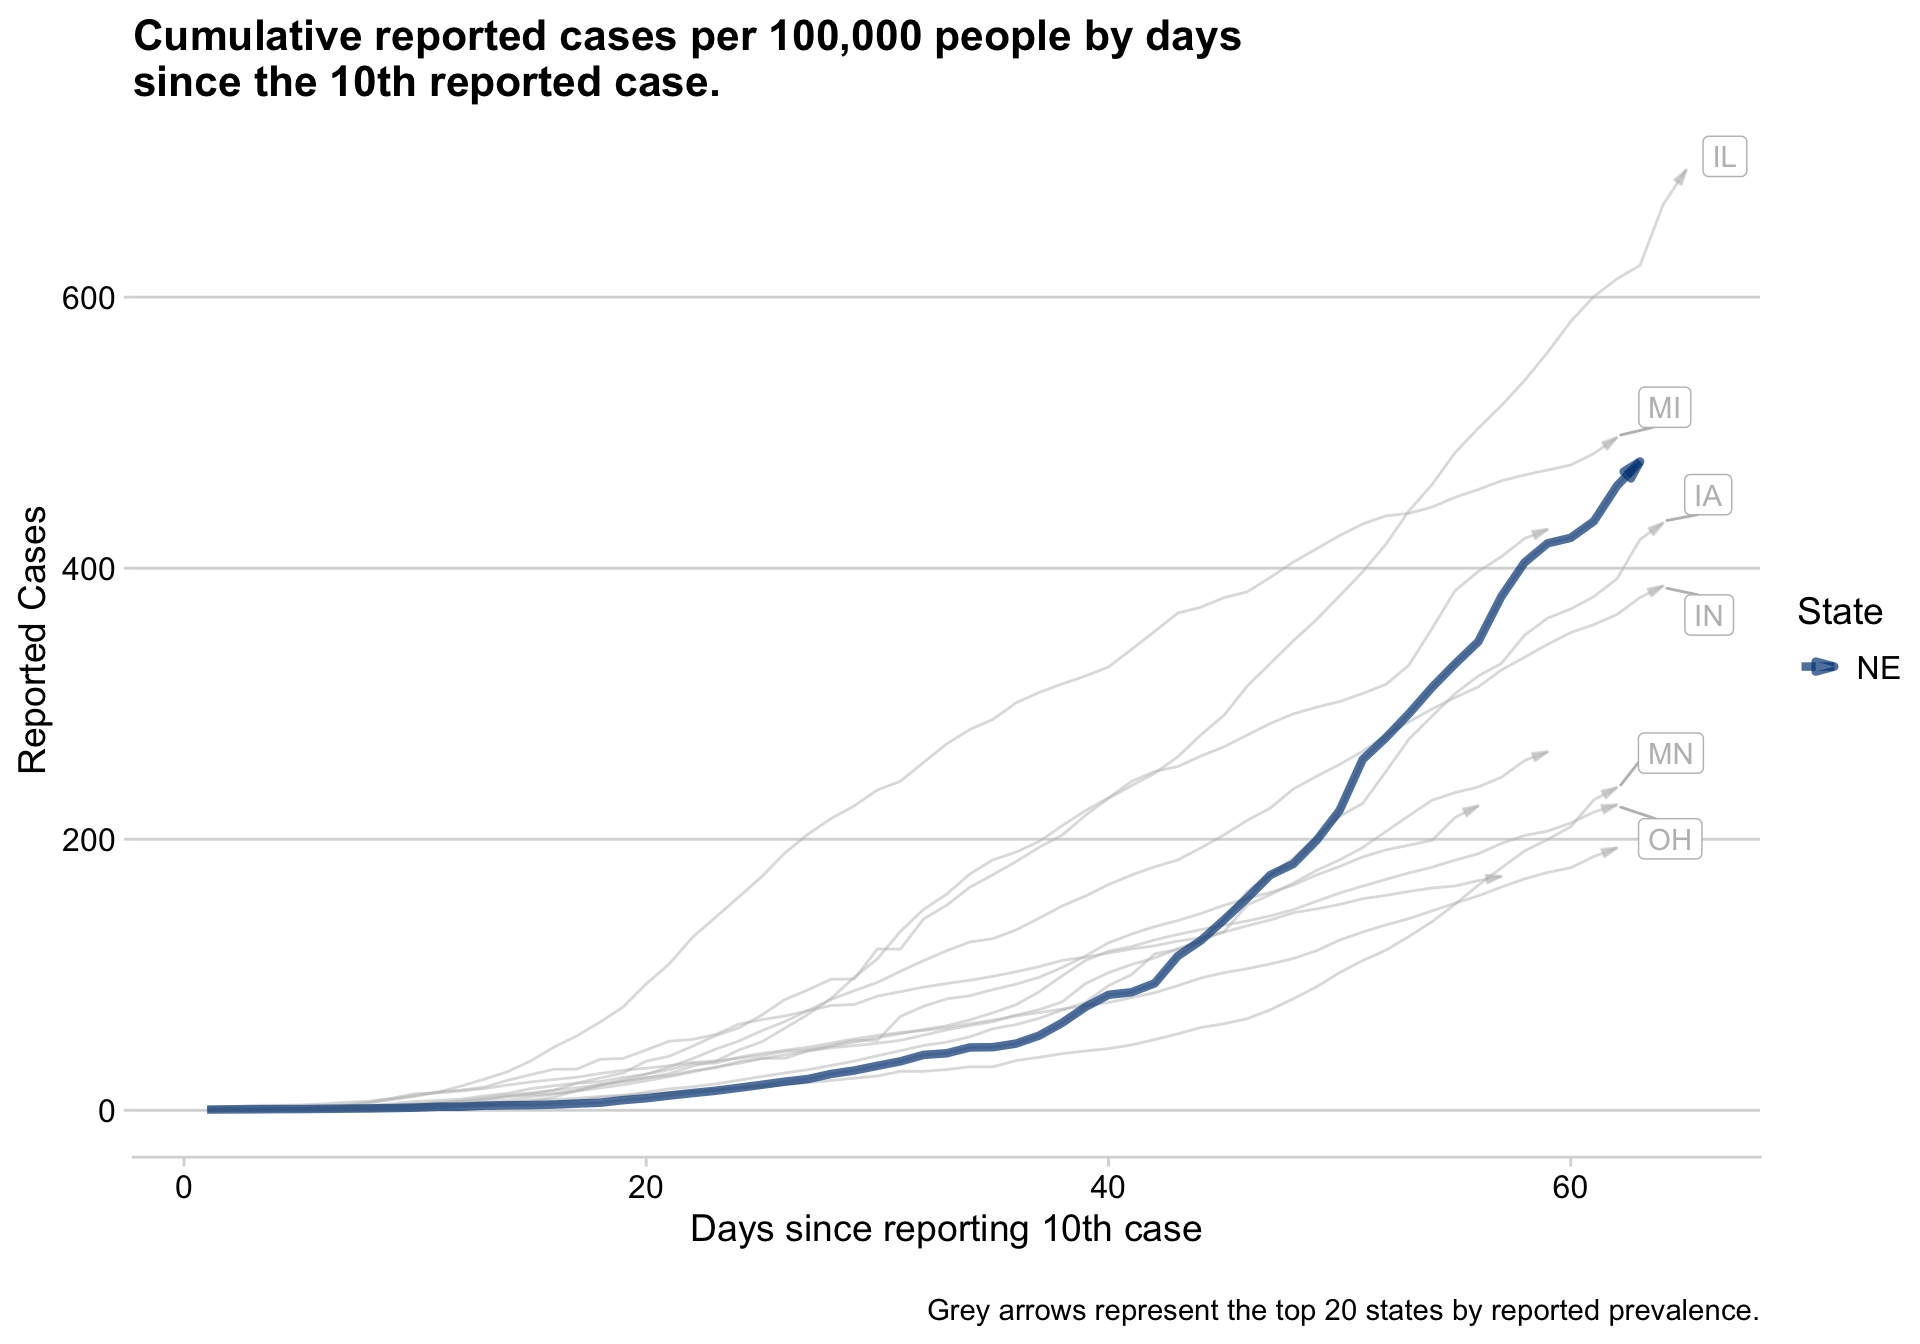 Cumulative reported cases per 100,000 people by days
since the 10th reported case.
IL
600
MI
IA
400
IN
MN
200
OH
0
Reported Cases
State
NE
0 20 40 60
Days since reporting 10th case
Grey arrows represent the top 20 states by reported prevalence.